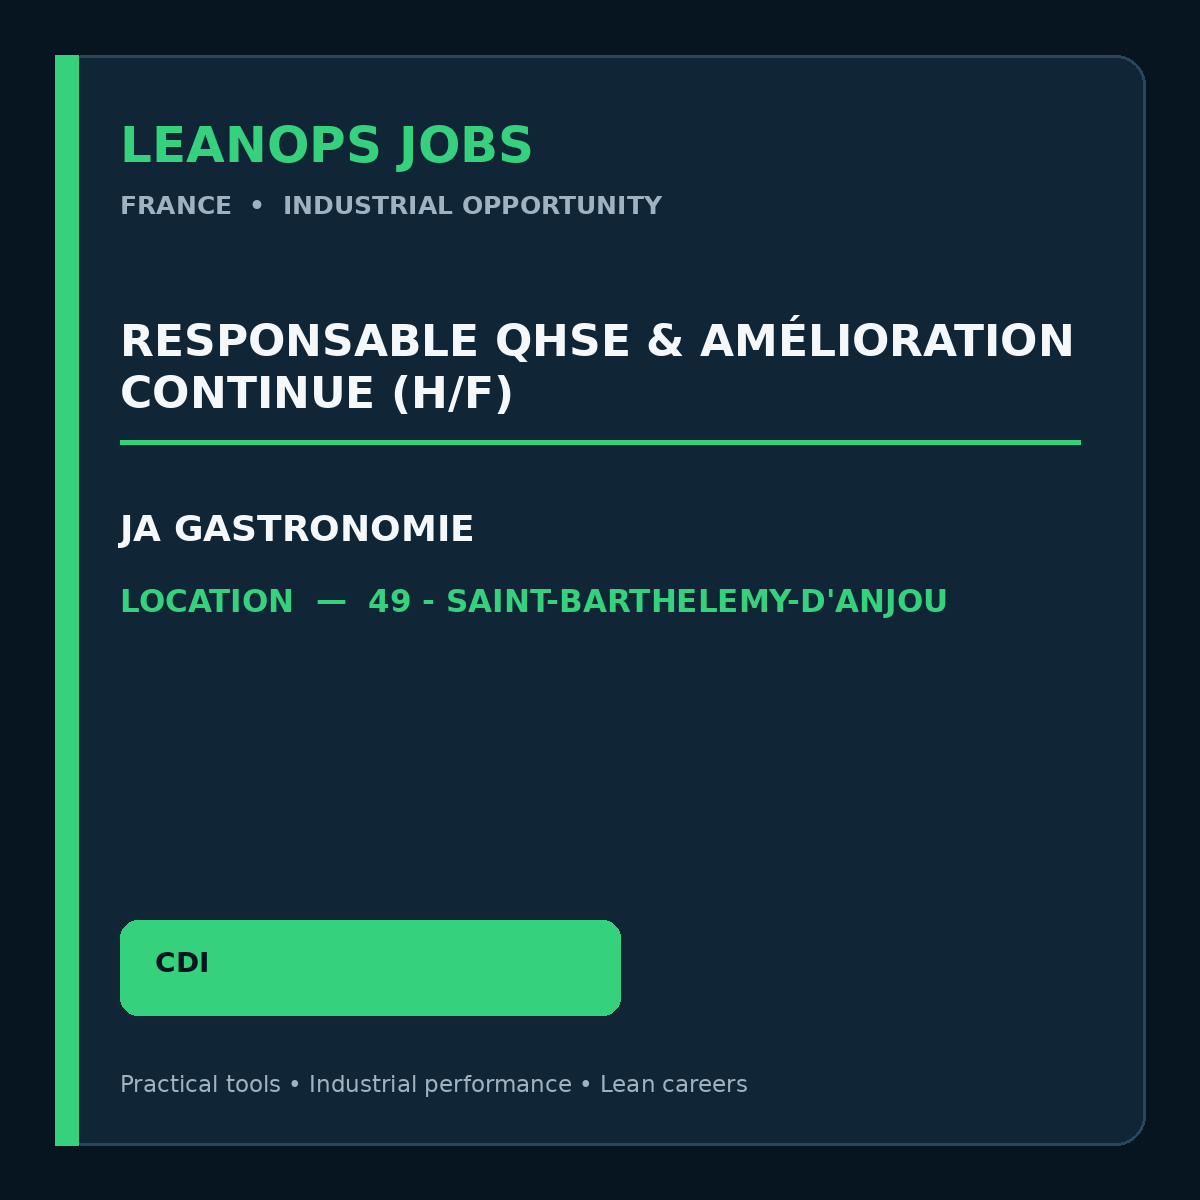 LEANOPS JOBS
FRANCE • INDUSTRIAL OPPORTUNITY
RESPONSABLE QHSE & AMÉLIORATION
CONTINUE (H/F)
JA GASTRONOMIE
LOCATION — 49 - SAINT-BARTHELEMY-D'ANJOU
CDI
Practical tools • Industrial performance • Lean careers